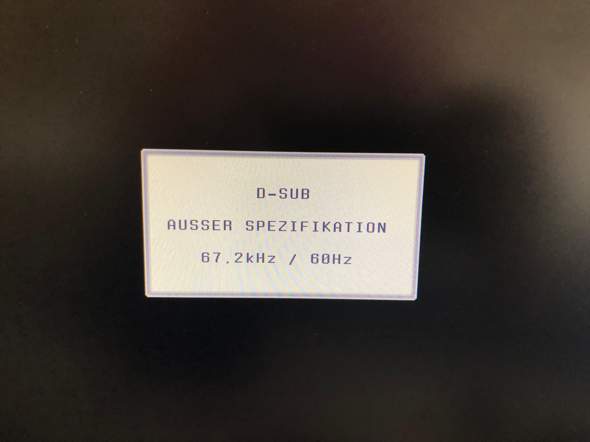 D-SUB
AUSSER SPEZIFIKATION
67.2kHz / 60Hz